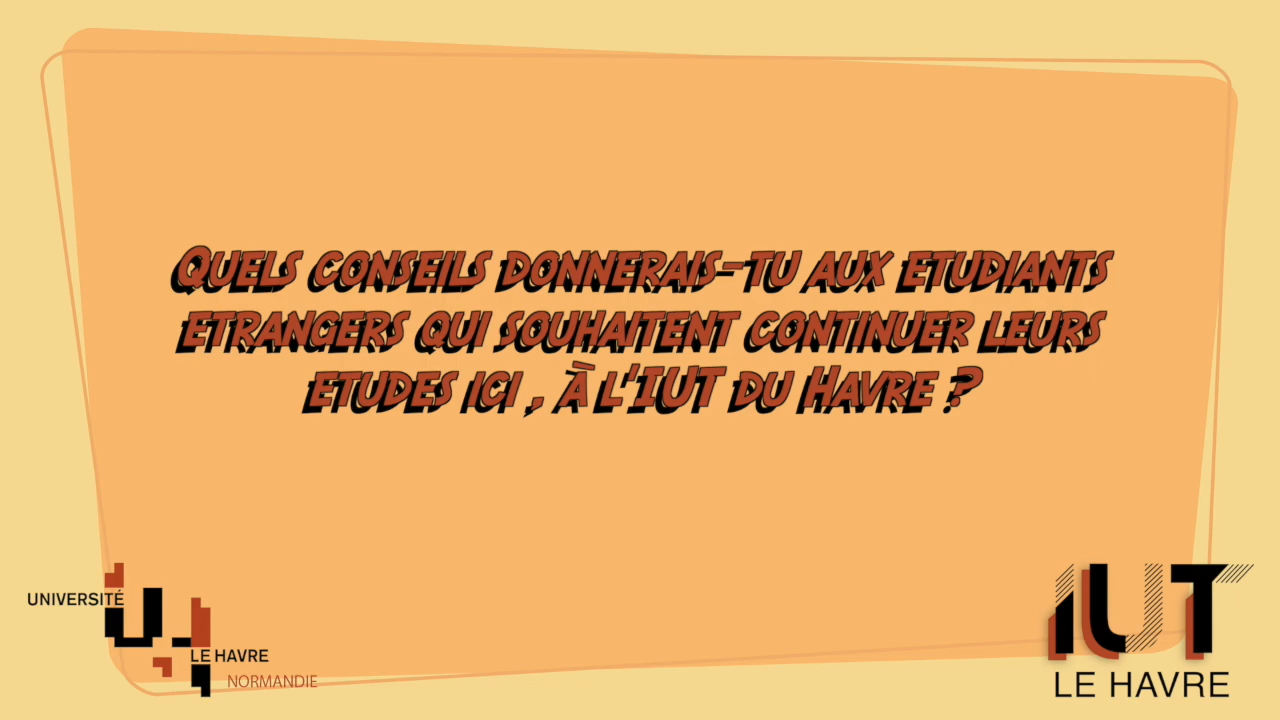 Quels conseils donnerais-tu aux etudiants
etrangers qui souhaitent continuer leurs
etudes ici , à l'IUT du Havre ?
UNIVERSITÉ
LE HAVRE
NORMANDIE
IUT
LE HAVRE